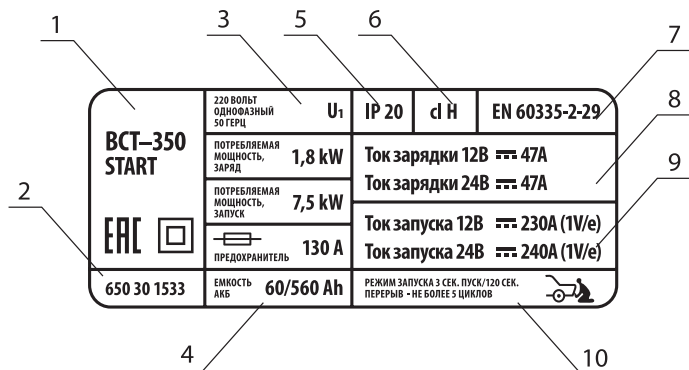 1
3
5
6
7
8
9
2
4
10
ВСТ–350
START
EAC
650 30 1533
220 ВОЛЬТ
ОДНОФАЗНЫЙ
50 ГЕРЦ
U1
ПОТРЕБЛЯЕМАЯ
МОЩНОСТЬ,
ЗАРЯД
1,8 kW
ПОТРЕБЛЯЕМАЯ
МОЩНОСТЬ,
ЗАПУСК
7,5 kW
ПРЕДОХРАНИТЕЛЬ
130 А
ЕМКОСТЬ
АКБ
60/560 Ah
IP 20
cl H
EN 60335-2-29
Ток зарядки 12В 47А
Ток зарядки 24В 47А
Ток запуска 12В 230А (1V/e)
Ток запуска 24В 240А (1V/e)
РЕЖИМ ЗАПУСКА 3 СЕК. ПУСК/120 СЕК.
ПЕРЕРЫВ - НЕ БОЛЕЕ 5 ЦИКЛОВ